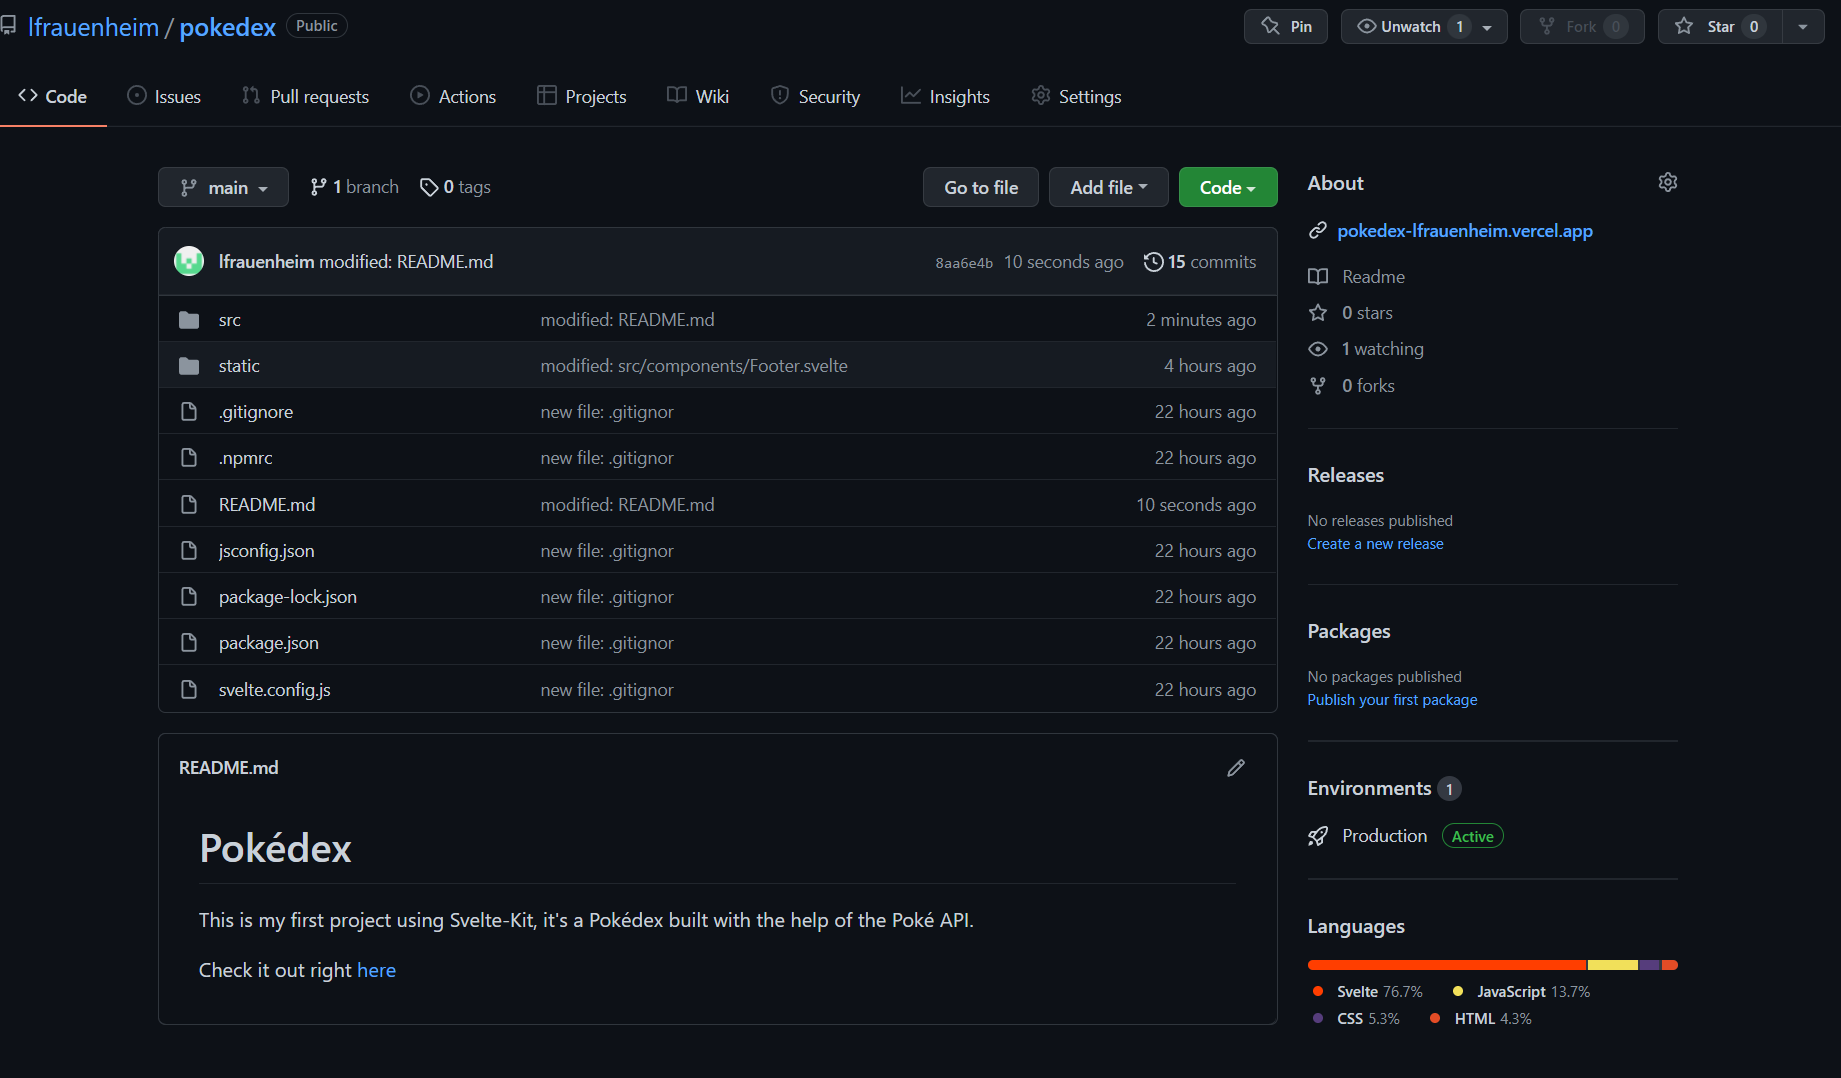 lfrauenheim / pokedex Public Pin Unwatch 1 Fork 0 Star 0
Code Issues Pull requests Actions Projects Wiki Security Insights Settings
main 1 branch 0 tags Go to file Add file Code
lfrauenheim modified: README.md 8aa6e4b 10 seconds ago 15 commits
src modified: README.md 2 minutes ago
static modified: src/components/Footer.svelte 4 hours ago
.gitignore new file: .gitignor 22 hours ago
.npmrc new file: .gitignor 22 hours ago
README.md modified: README.md 10 seconds ago
jsconfig.json new file: .gitignor 22 hours ago
package-lock.json new file: .gitignor 22 hours ago
package.json new file: .gitignor 22 hours ago
svelte.config.js new file: .gitignor 22 hours ago
README.md
Pokédex
This is my first project using Svelte-Kit, it's a Pokédex built with the help of the Poké API.
Check it out right here
About
pokedex-lfrauenheim.vercel.app
Readme
0 stars
1 watching
0 forks
Releases
No releases published
Create a new release
Packages
No packages published
Publish your first package
Environments 1
Production Active
Languages
Svelte 76.7% JavaScript 13.7%
CSS 5.3% HTML 4.3%